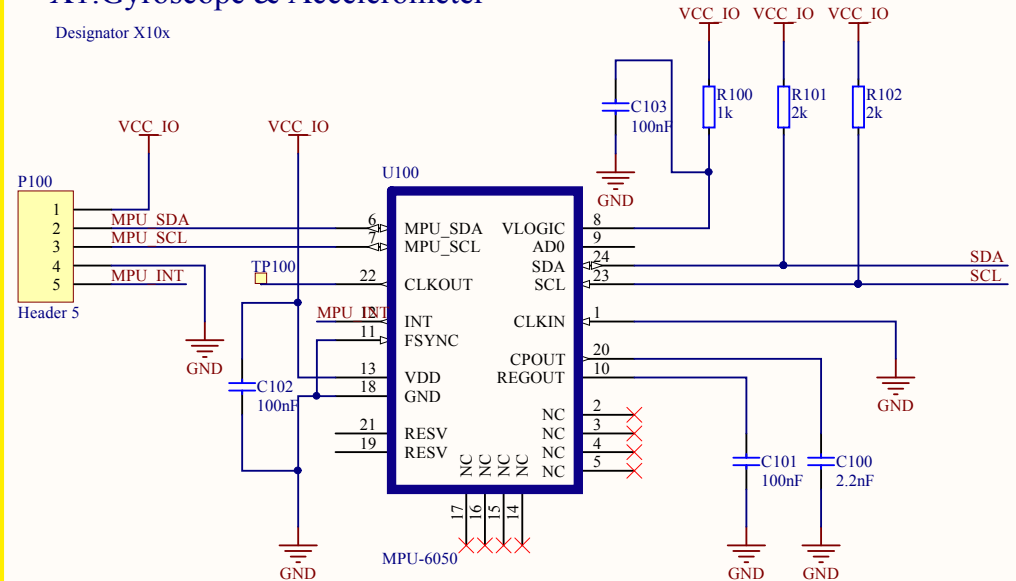 X1:Gyroscope & Accelerometer
Designator X10x
VCC_IO VCC_IO VCC_IO
R100 1k
R101 2k
R102 2k
C103 100nF
GND
VCC_IO VCC_IO
P100
1
2 MPU_SDA
3 MPU_SCL
4
5 MPU_INT
Header 5
GND
TP100
MPU_INT
C102 100nF
GND
U100
6 MPU_SDA
7 MPU_SCL
22 CLKOUT
12 INT
11 FSYNC
13 VDD
18 GND
21 RESV
19 RESV
VLOGIC 8
AD0 9
SDA 24
SCL 23
CLKIN 1
CPOUT 20
REGOUT 10
NC 2
NC 3
NC 4
NC 5
NC NC NC NC
17 16 15 14
MPU-6050
SDA
SCL
GND
C101 100nF
C100 2.2nF
GND GND